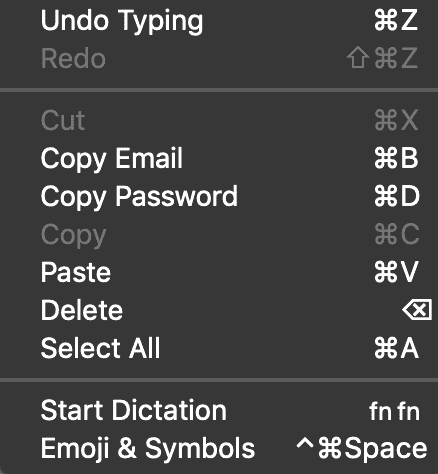 Undo Typing ⌘Z
Redo ⇧⌘Z
Cut ⌘X
Copy Email ⌘B
Copy Password ⌘D
Copy ⌘C
Paste ⌘V
Delete ⌫
Select All ⌘A
Start Dictation fn fn
Emoji & Symbols ^⌘Space